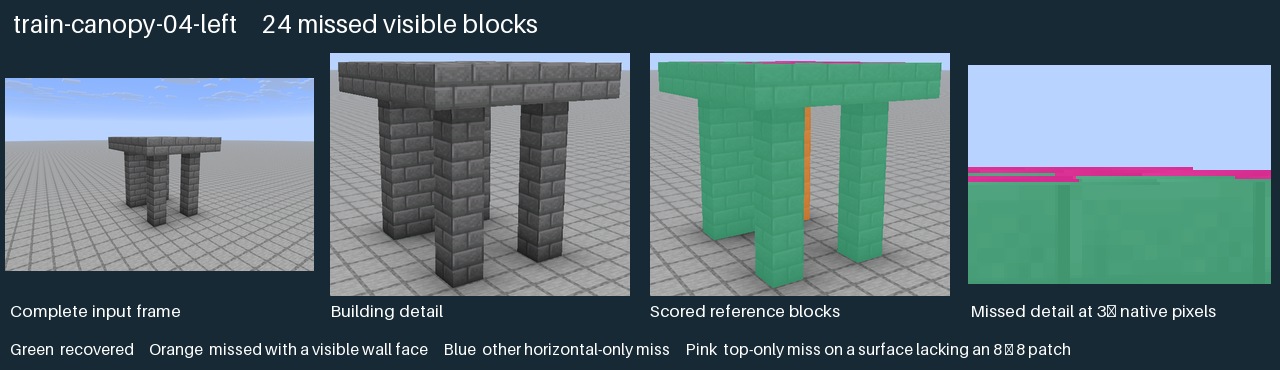 train-canopy-04-left 24 missed visible blocks
Complete input frame
Building detail
Scored reference blocks
Missed detail at 3□ native pixels
Green recovered Orange missed with a visible wall face Blue other horizontal-only miss Pink top-only miss on a surface lacking an 8□8 patch